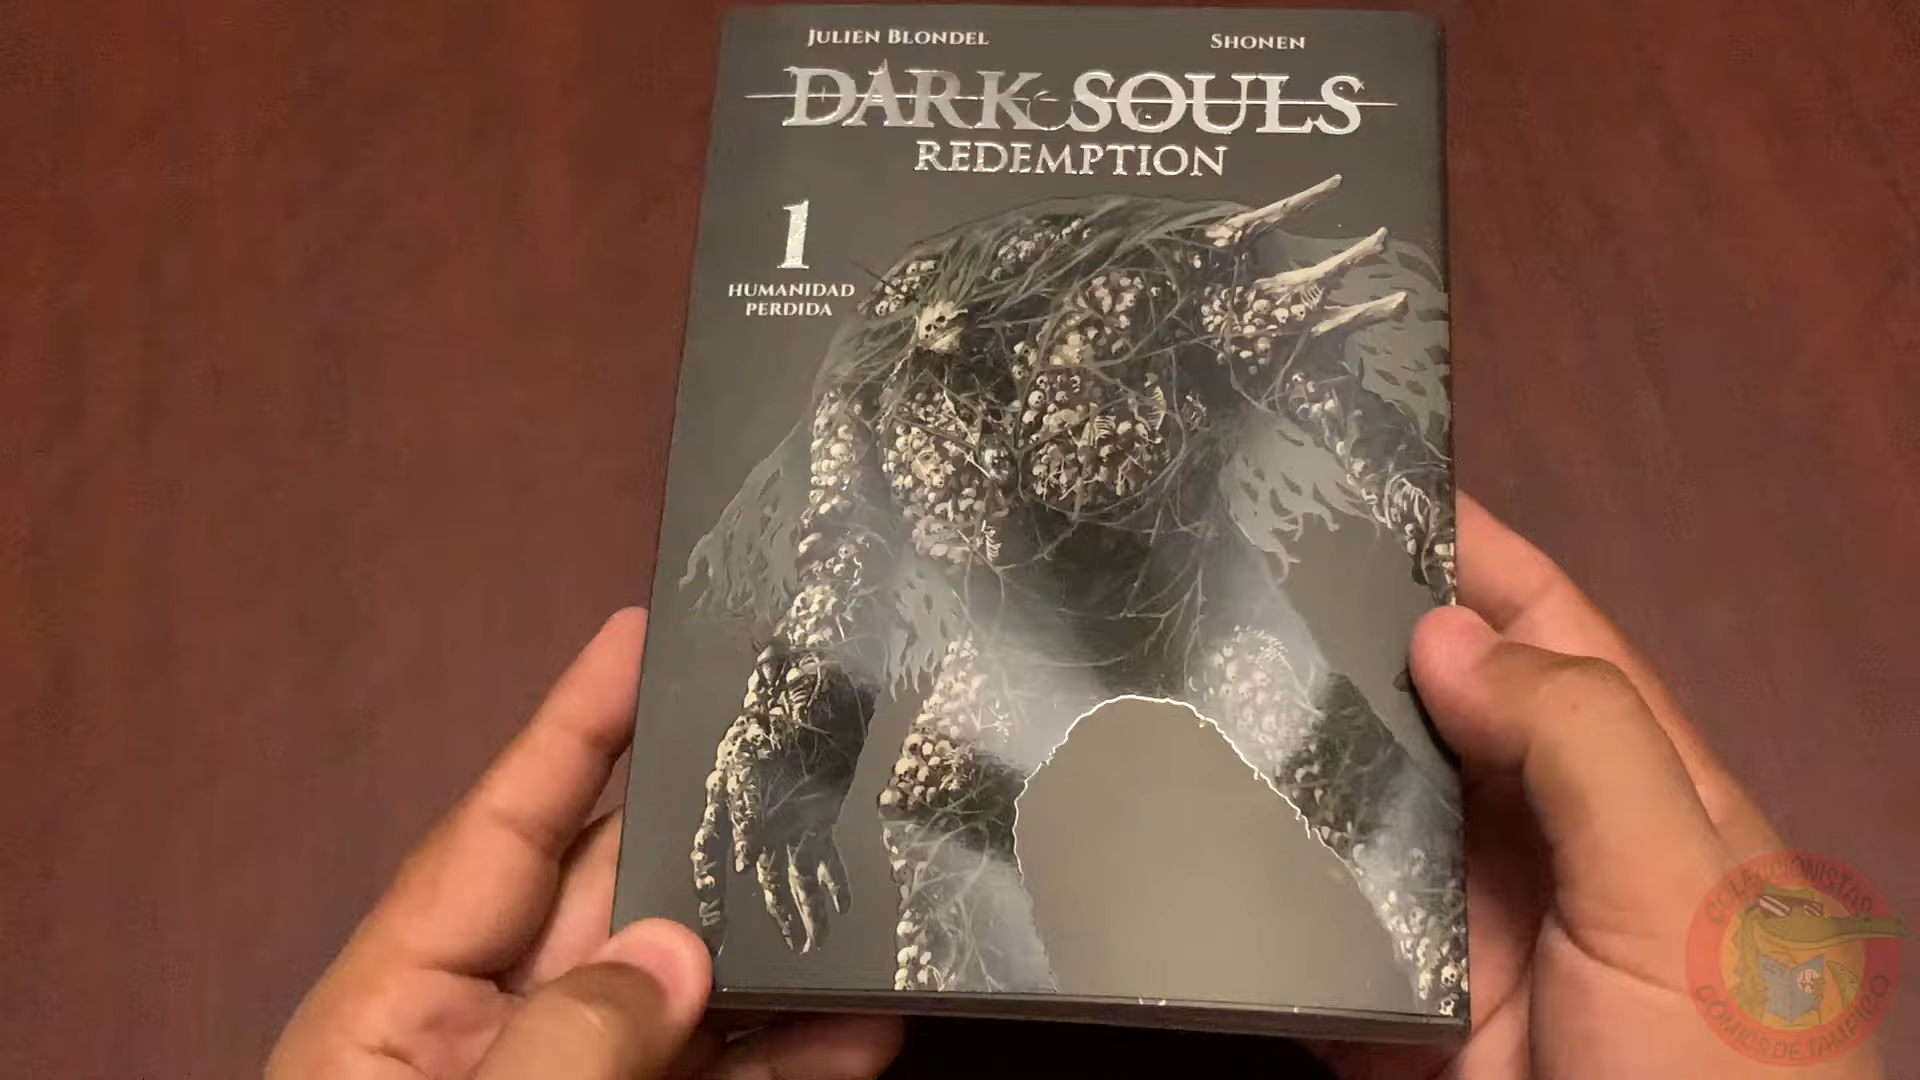 JULIEN BLONDEL
SHONEN
DARK SOULS
REDEMPTION
1
HUMANIDAD
PERDIDA
COLECCIONISTAS
COMICS DE TAMPICO